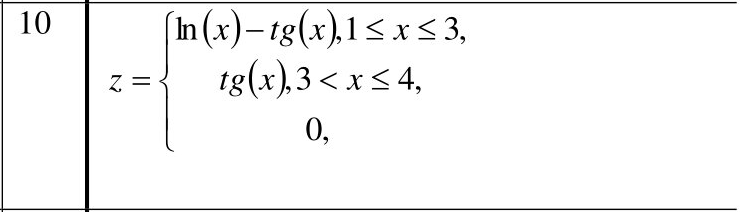 10
z = { ln(x) − tg(x), 1 ≤ x ≤ 3,
tg(x), 3 < x ≤ 4,
0,